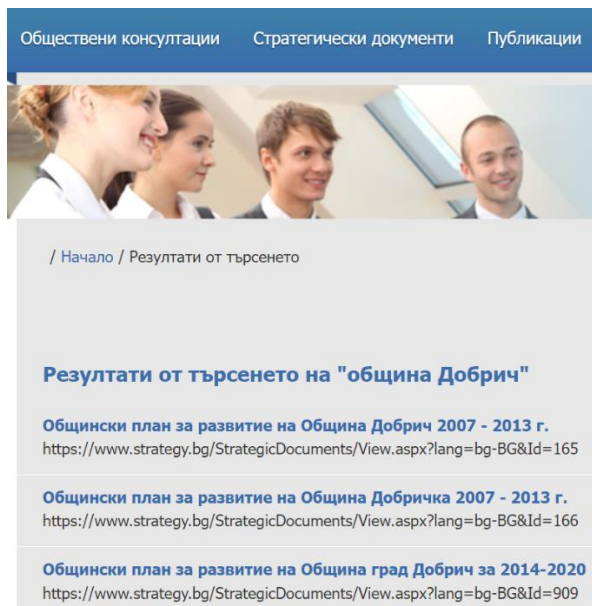 Обществени консултации Стратегически документи Публикации
/ Начало / Резултати от търсенето
Резултати от търсенето на "община Добрич"
Общински план за развитие на Община Добрич 2007 - 2013 г.
https://www.strategy.bg/StrategicDocuments/View.aspx?lang=bg-BG&Id=165
Общински план за развитие на Община Добричка 2007 - 2013 г.
https://www.strategy.bg/StrategicDocuments/View.aspx?lang=bg-BG&Id=166
Общински план за развитие на Община град Добрич за 2014-2020
https://www.strategy.bg/StrategicDocuments/View.aspx?lang=bg-BG&Id=909